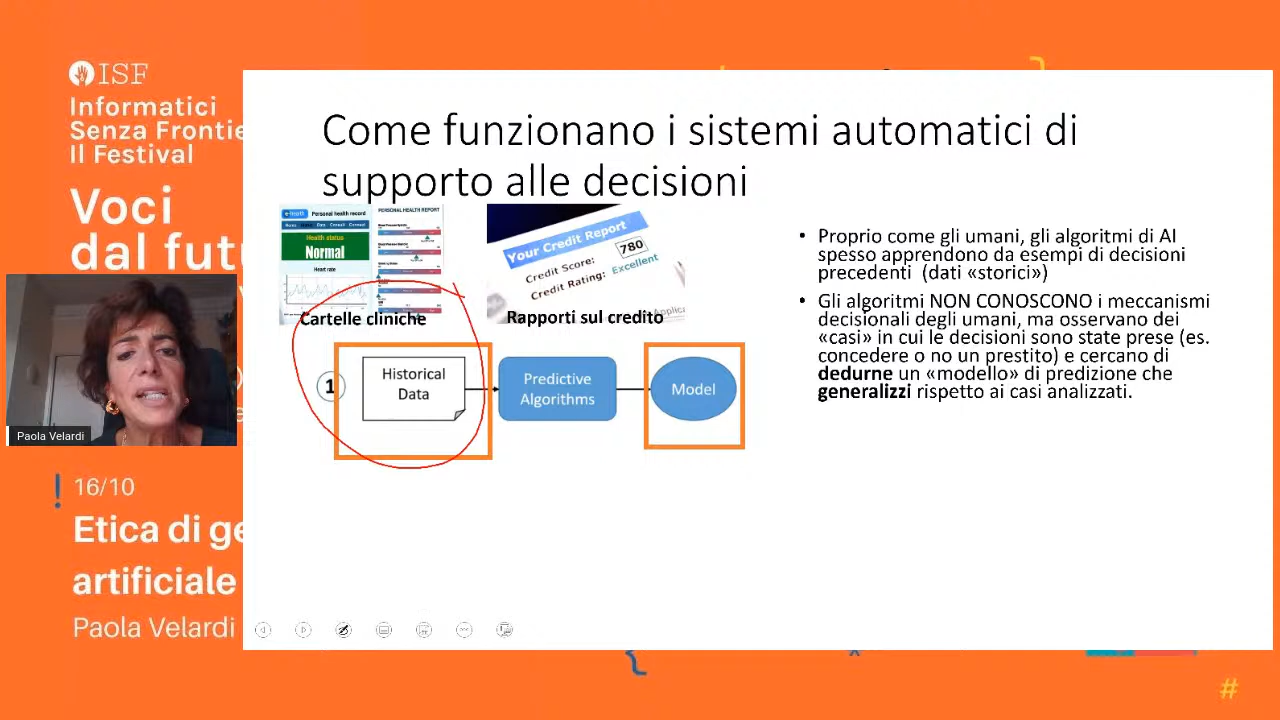 ISF
Informatici
Senza Frontie
Il Festival
Voci
dal futu
Paola Velardi
16/10
Etica di ge
artificiale
Paola Velardi
Come funzionano i sistemi automatici di
supporto alle decisioni
e-Health Personal health record
Health status
Normal
Heart rate
PERSONAL HEALTH REPORT
Cartelle cliniche
Your Credit Report
Credit Score: 780
Credit Rating: Excellent
Rapporti sul credito
1
Historical
Data
Predictive
Algorithms
Model
• Proprio come gli umani, gli algoritmi di AI
spesso apprendono da esempi di decisioni
precedenti (dati «storici»)
• Gli algoritmi NON CONOSCONO i meccanismi
decisionali degli umani, ma osservano dei
«casi» in cui le decisioni sono state prese (es.
concedere o no un prestito) e cercano di
dedurne un «modello» di predizione che
generalizzi rispetto ai casi analizzati.
#